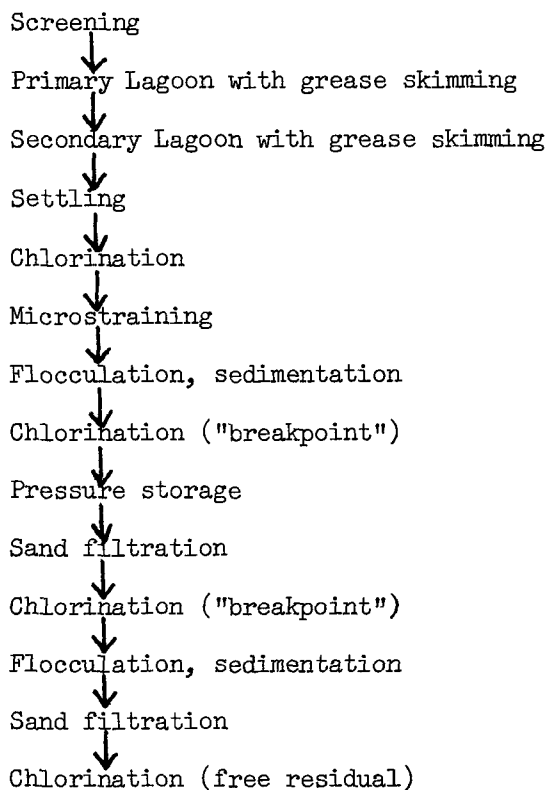 Screening
Primary Lagoon with grease skimming
Secondary Lagoon with grease skimming
Settling
Chlorination
Microstraining
Flocculation, sedimentation
Chlorination ("breakpoint")
Pressure storage
Sand filtration
Chlorination ("breakpoint")
Flocculation, sedimentation
Sand filtration
Chlorination (free residual)